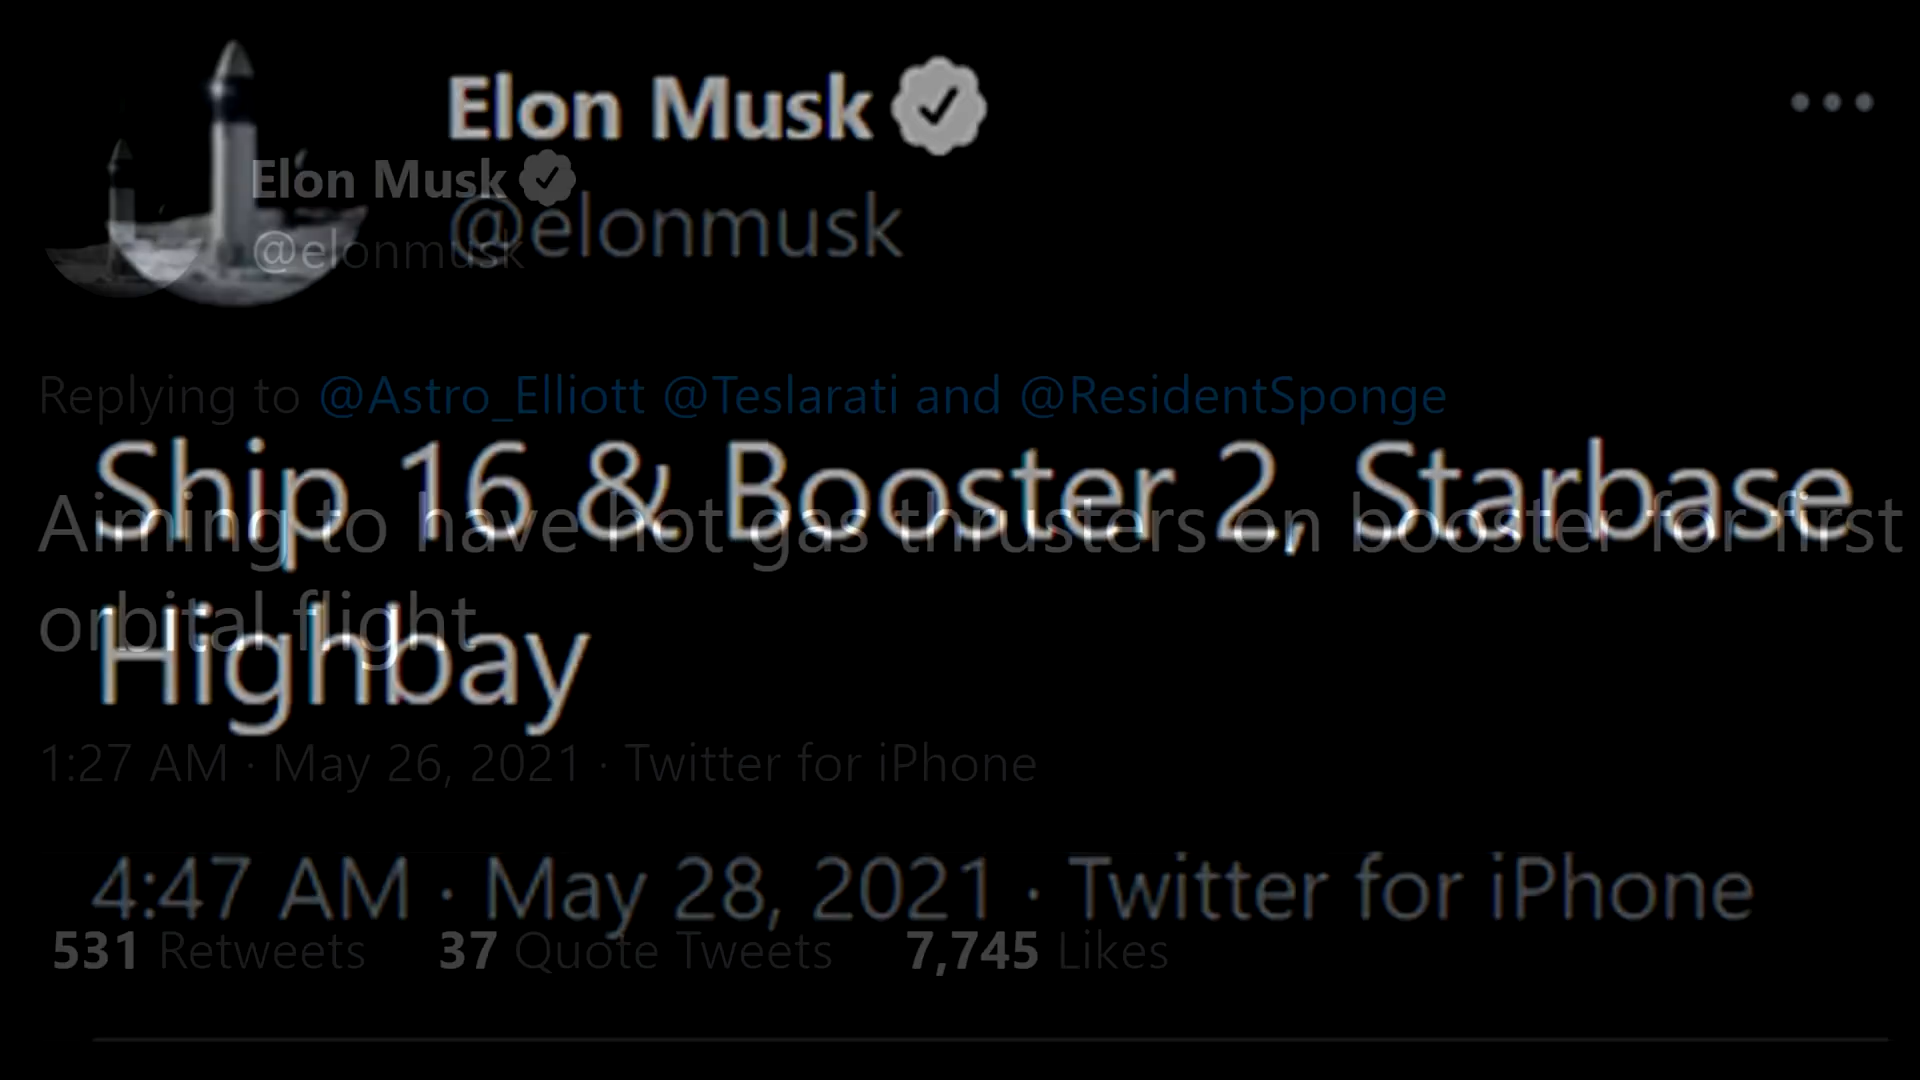 Elon Musk
@elonmusk
Ship 16 & Booster 2, Starbase
Highbay
4:47 AM · May 28, 2021 · Twitter for iPhone
Elon Musk
@elonmusk
Replying to @Astro_Elliott @Teslarati and @ResidentSponge
Aiming to have hot gas thrusters on booster for first
orbital flight
1:27 AM · May 26, 2021 · Twitter for iPhone
531 Retweets 37 Quote Tweets 7,745 Likes